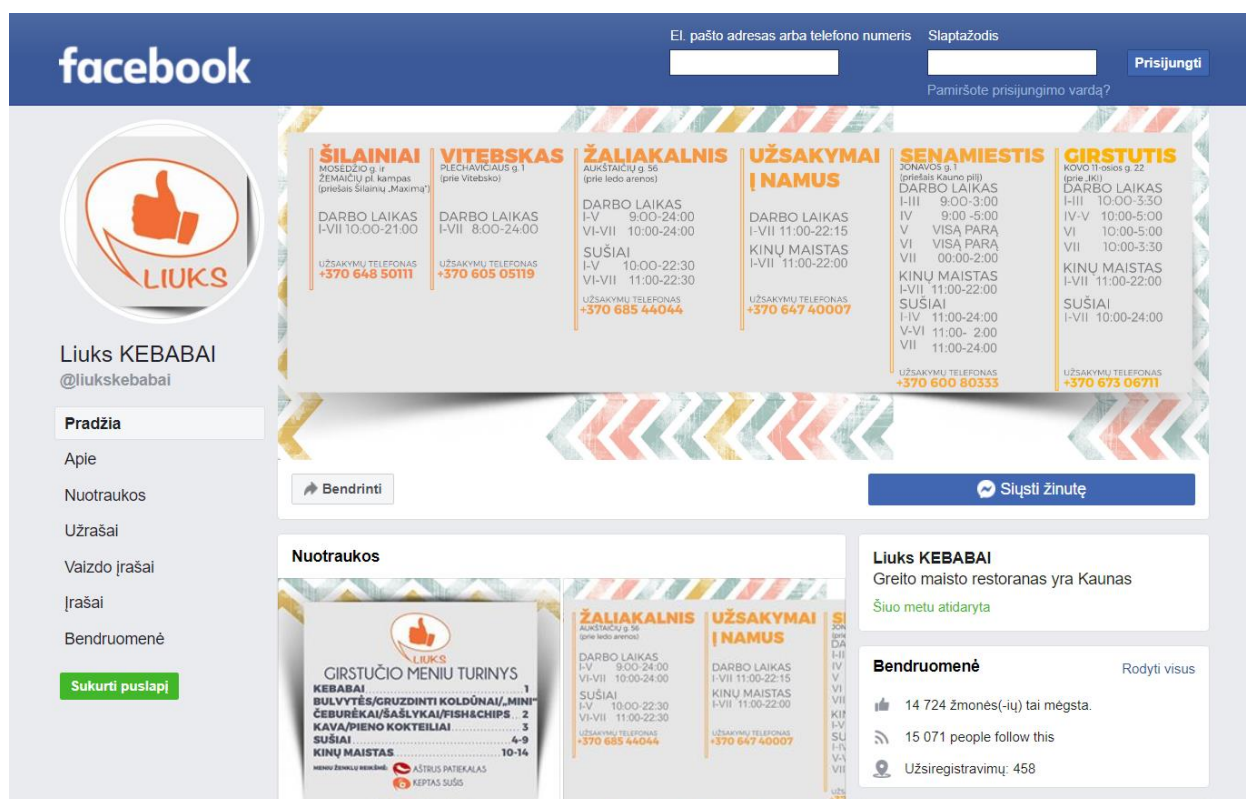 facebook
El. pašto adresas arba telefono numeris
Slaptažodis
Prisijungti
Pamiršote prisijungimo vardą?
LIUKS
Liuks KEBABAI
@liukskebabai
Pradžia
Apie
Nuotraukos
Užrašai
Vaizdo įrašai
Įrašai
Bendruomenė
Sukurti puslapį
ŠILAINIAI
MOSĖDŽIO g. ir
ŽEMAIČIŲ pl. kampas
(priešais Šilainių „Maximą")
DARBO LAIKAS
I-VII 10:00-21:00
UŽSAKYMŲ TELEFONAS
+370 648 50111
VITEBSKAS
PLECHAVIČIAUS g. 1
(prie Vitebsko)
DARBO LAIKAS
I-VII 8:00-24:00
UŽSAKYMŲ TELEFONAS
+370 605 05119
ŽALIAKALNIS
AUKŠTAIČIŲ g. 56
(prie ledo arenos)
DARBO LAIKAS
I-V 9:00-24:00
VI-VII 10:00-24:00
SUŠIAI
I-V 10:00-22:30
VI-VII 11:00-22:30
UŽSAKYMŲ TELEFONAS
+370 685 44044
UŽSAKYMAI
Į NAMUS
DARBO LAIKAS
I-VII 11:00-22:15
KINŲ MAISTAS
I-VII 11:00-22:00
UŽSAKYMŲ TELEFONAS
+370 647 40007
SENAMIESTIS
JONAVOS g. 1
(priešais Kauno pilį)
DARBO LAIKAS
I-III 9:00-3:00
IV 9:00 -5:00
V VISĄ PARĄ
VI VISĄ PARĄ
VII 00:00-2:00
KINŲ MAISTAS
I-VII 11:00-22:00
SUŠIAI
I-IV 11:00-24:00
V-VI 11:00- 2:00
VII 11:00-24:00
UŽSAKYMŲ TELEFONAS
+370 600 80333
GIRSTUTIS
KOVO 11-osios g. 22
(prie „IKI)
DARBO LAIKAS
I-III 10:00-3:30
IV-V 10:00-5:00
VI 10:00-5:00
VII 10:00-3:30
KINŲ MAISTAS
I-VII 11:00-22:00
SUŠIAI
I-VII 10:00-24:00
UŽSAKYMŲ TELEFONAS
+370 673 06711
Bendrinti
Siųsti žinutę
Nuotraukos
LIUKS
GIRSTUČIO MENIU TURINYS
KEBABAI 1
BULVYTĖS/GRUZDINTI KOLDŪNAI/„MINI"
ČEBURĖKAI/ŠAŠLYKAI/FISH&CHIPS 2
KAVA/PIENO KOKTEILIAI 3
SUŠIAI 4-9
KINŲ MAISTAS 10-14
MENIU ŽENKLŲ REIKŠMĖ:
AŠTRUS PATIEKALAS
KEPTAS SUŠIS
ŽALIAKALNIS
AUKŠTAIČIŲ g. 56
(prie ledo arenos)
DARBO LAIKAS
I-V 9:00-24:00
VI-VII 10:00-24:00
SUŠIAI
I-V 10:00-22:30
VI-VII 11:00-22:30
UŽSAKYMŲ TELEFONAS
+370 685 44044
UŽSAKYMAI
Į NAMUS
DARBO LAIKAS
I-VII 11:00-22:15
KINŲ MAISTAS
I-VII 11:00-22:00
UŽSAKYMŲ TELEFONAS
+370 647 40007
Liuks KEBABAI
Greito maisto restoranas yra Kaunas
Šiuo metu atidaryta
Bendruomenė
Rodyti visus
14 724 žmonės(-ių) tai mėgsta.
15 071 people follow this
Užsiregistravimų: 458